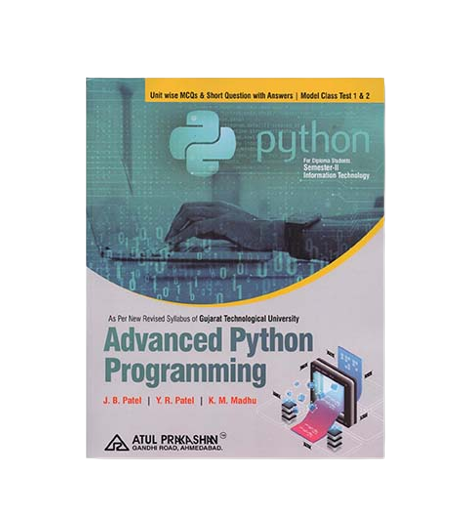 Unit wise MCQs & Short Question with Answers | Model Class Test 1 & 2
python
For Diploma Students
Semester-II
Information Technology
As Per New Revised Syllabus of Gujarat Technological University
Advanced Python
Programming
J. B. Patel | Y. R. Patel | K. M. Madhu
ATUL PRAKASHAN
GANDHI ROAD, AHMEDABAD.